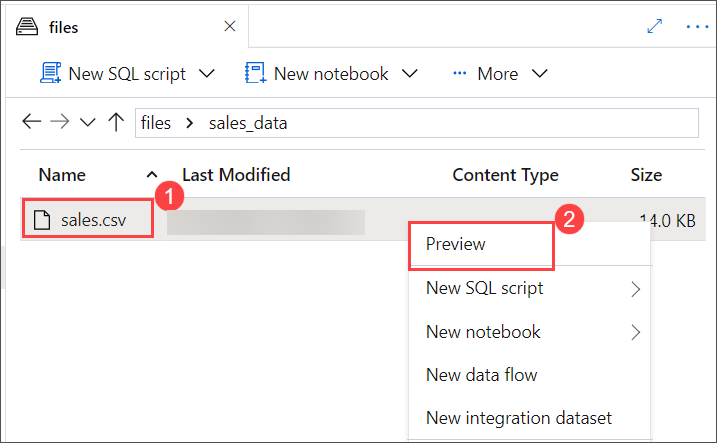 files
New SQL script New notebook ... More
files > sales_data
Name Last Modified Content Type Size
1
sales.csv 14.0 KB
2
Preview
New SQL script
New notebook
New data flow
New integration dataset